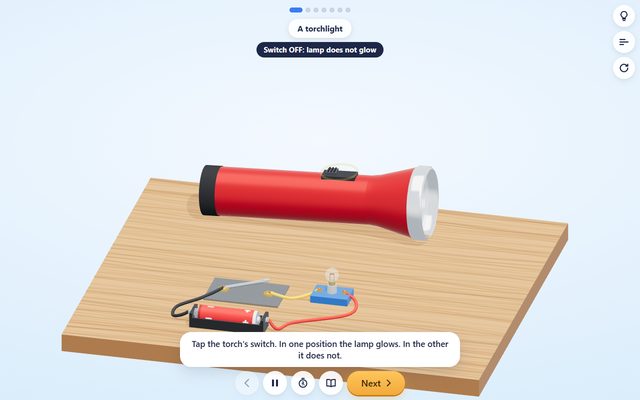 A torchlight
Switch OFF: lamp does not glow
Tap the torch's switch. In one position the lamp glows. In the other
it does not.
Next